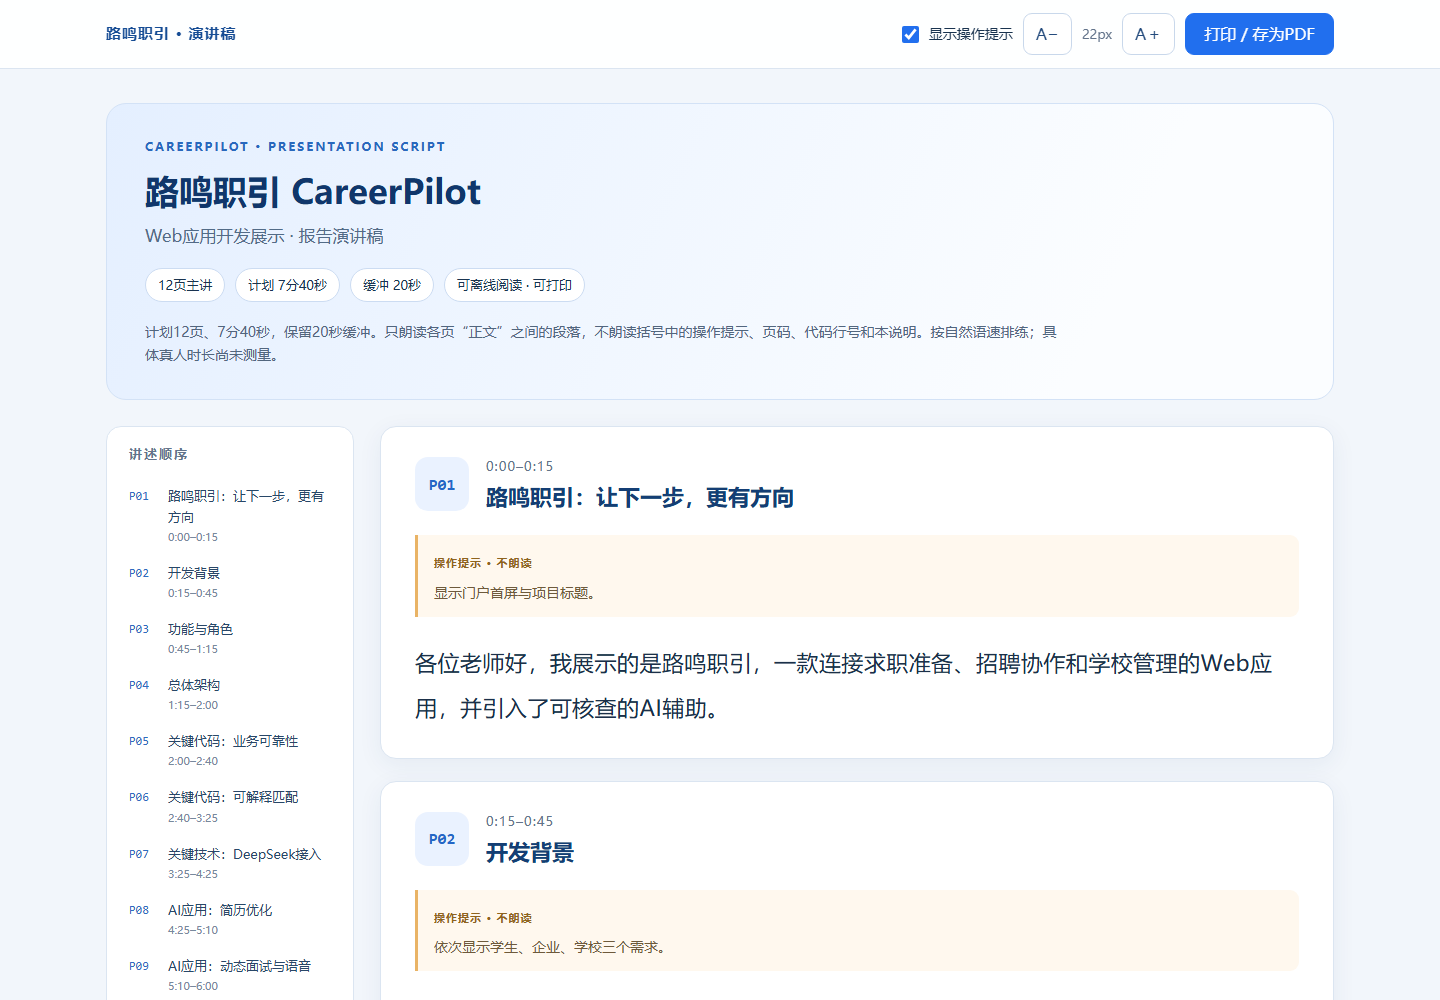 路鸣职引 • 演讲稿
显示操作提示
A−
22px
A+
打印 / 存为PDF
CAREERPILOT • PRESENTATION SCRIPT
路鸣职引 CareerPilot
Web应用开发展示 · 报告演讲稿
12页主讲
计划 7分40秒
缓冲 20秒
可离线阅读 · 可打印
计划12页、7分40秒，保留20秒缓冲。只朗读各页“正文”之间的段落，不朗读括号中的操作提示、页码、代码行号和本说明。按自然语速排练；具
体真人时长尚未测量。
讲述顺序
P01 路鸣职引：让下一步，更有
方向
0:00–0:15
P02 开发背景
0:15–0:45
P03 功能与角色
0:45–1:15
P04 总体架构
1:15–2:00
P05 关键代码：业务可靠性
2:00–2:40
P06 关键代码：可解释匹配
2:40–3:25
P07 关键技术：DeepSeek接入
3:25–4:25
P08 AI应用：简历优化
4:25–5:10
P09 AI应用：动态面试与语音
5:10–6:00
P01
0:00–0:15
路鸣职引：让下一步，更有方向
操作提示 • 不朗读
显示门户首屏与项目标题。
各位老师好，我展示的是路鸣职引，一款连接求职准备、招聘协作和学校管理的Web应
用，并引入了可核查的AI辅助。
P02
0:15–0:45
开发背景
操作提示 • 不朗读
依次显示学生、企业、学校三个需求。